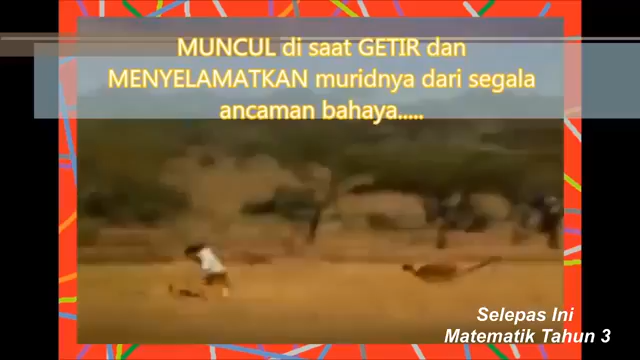 MUNCUL di saat GETIR dan
MENYELAMATKAN muridnya dari segala
ancaman bahaya.....
Selepas Ini
Matematik Tahun 3